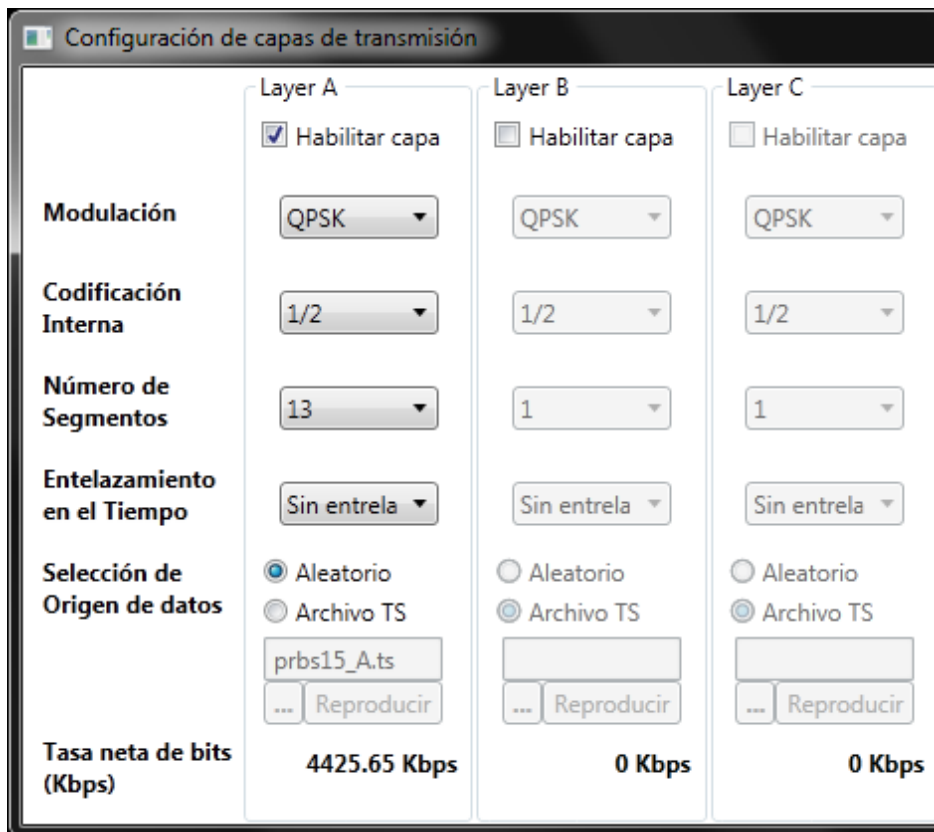 Configuración de capas de transmisión
Layer A Layer B Layer C
Habilitar capa Habilitar capa Habilitar capa
Modulación QPSK QPSK QPSK
Codificación
Interna 1/2 1/2 1/2
Número de
Segmentos 13 1 1
Entelazamiento
en el Tiempo Sin entrela Sin entrela Sin entrela
Selección de Aleatorio Aleatorio Aleatorio
Origen de datos Archivo TS Archivo TS Archivo TS
prbs15_A.ts
... Reproducir ... Reproducir ... Reproducir
Tasa neta de bits
(Kbps) 4425.65 Kbps 0 Kbps 0 Kbps